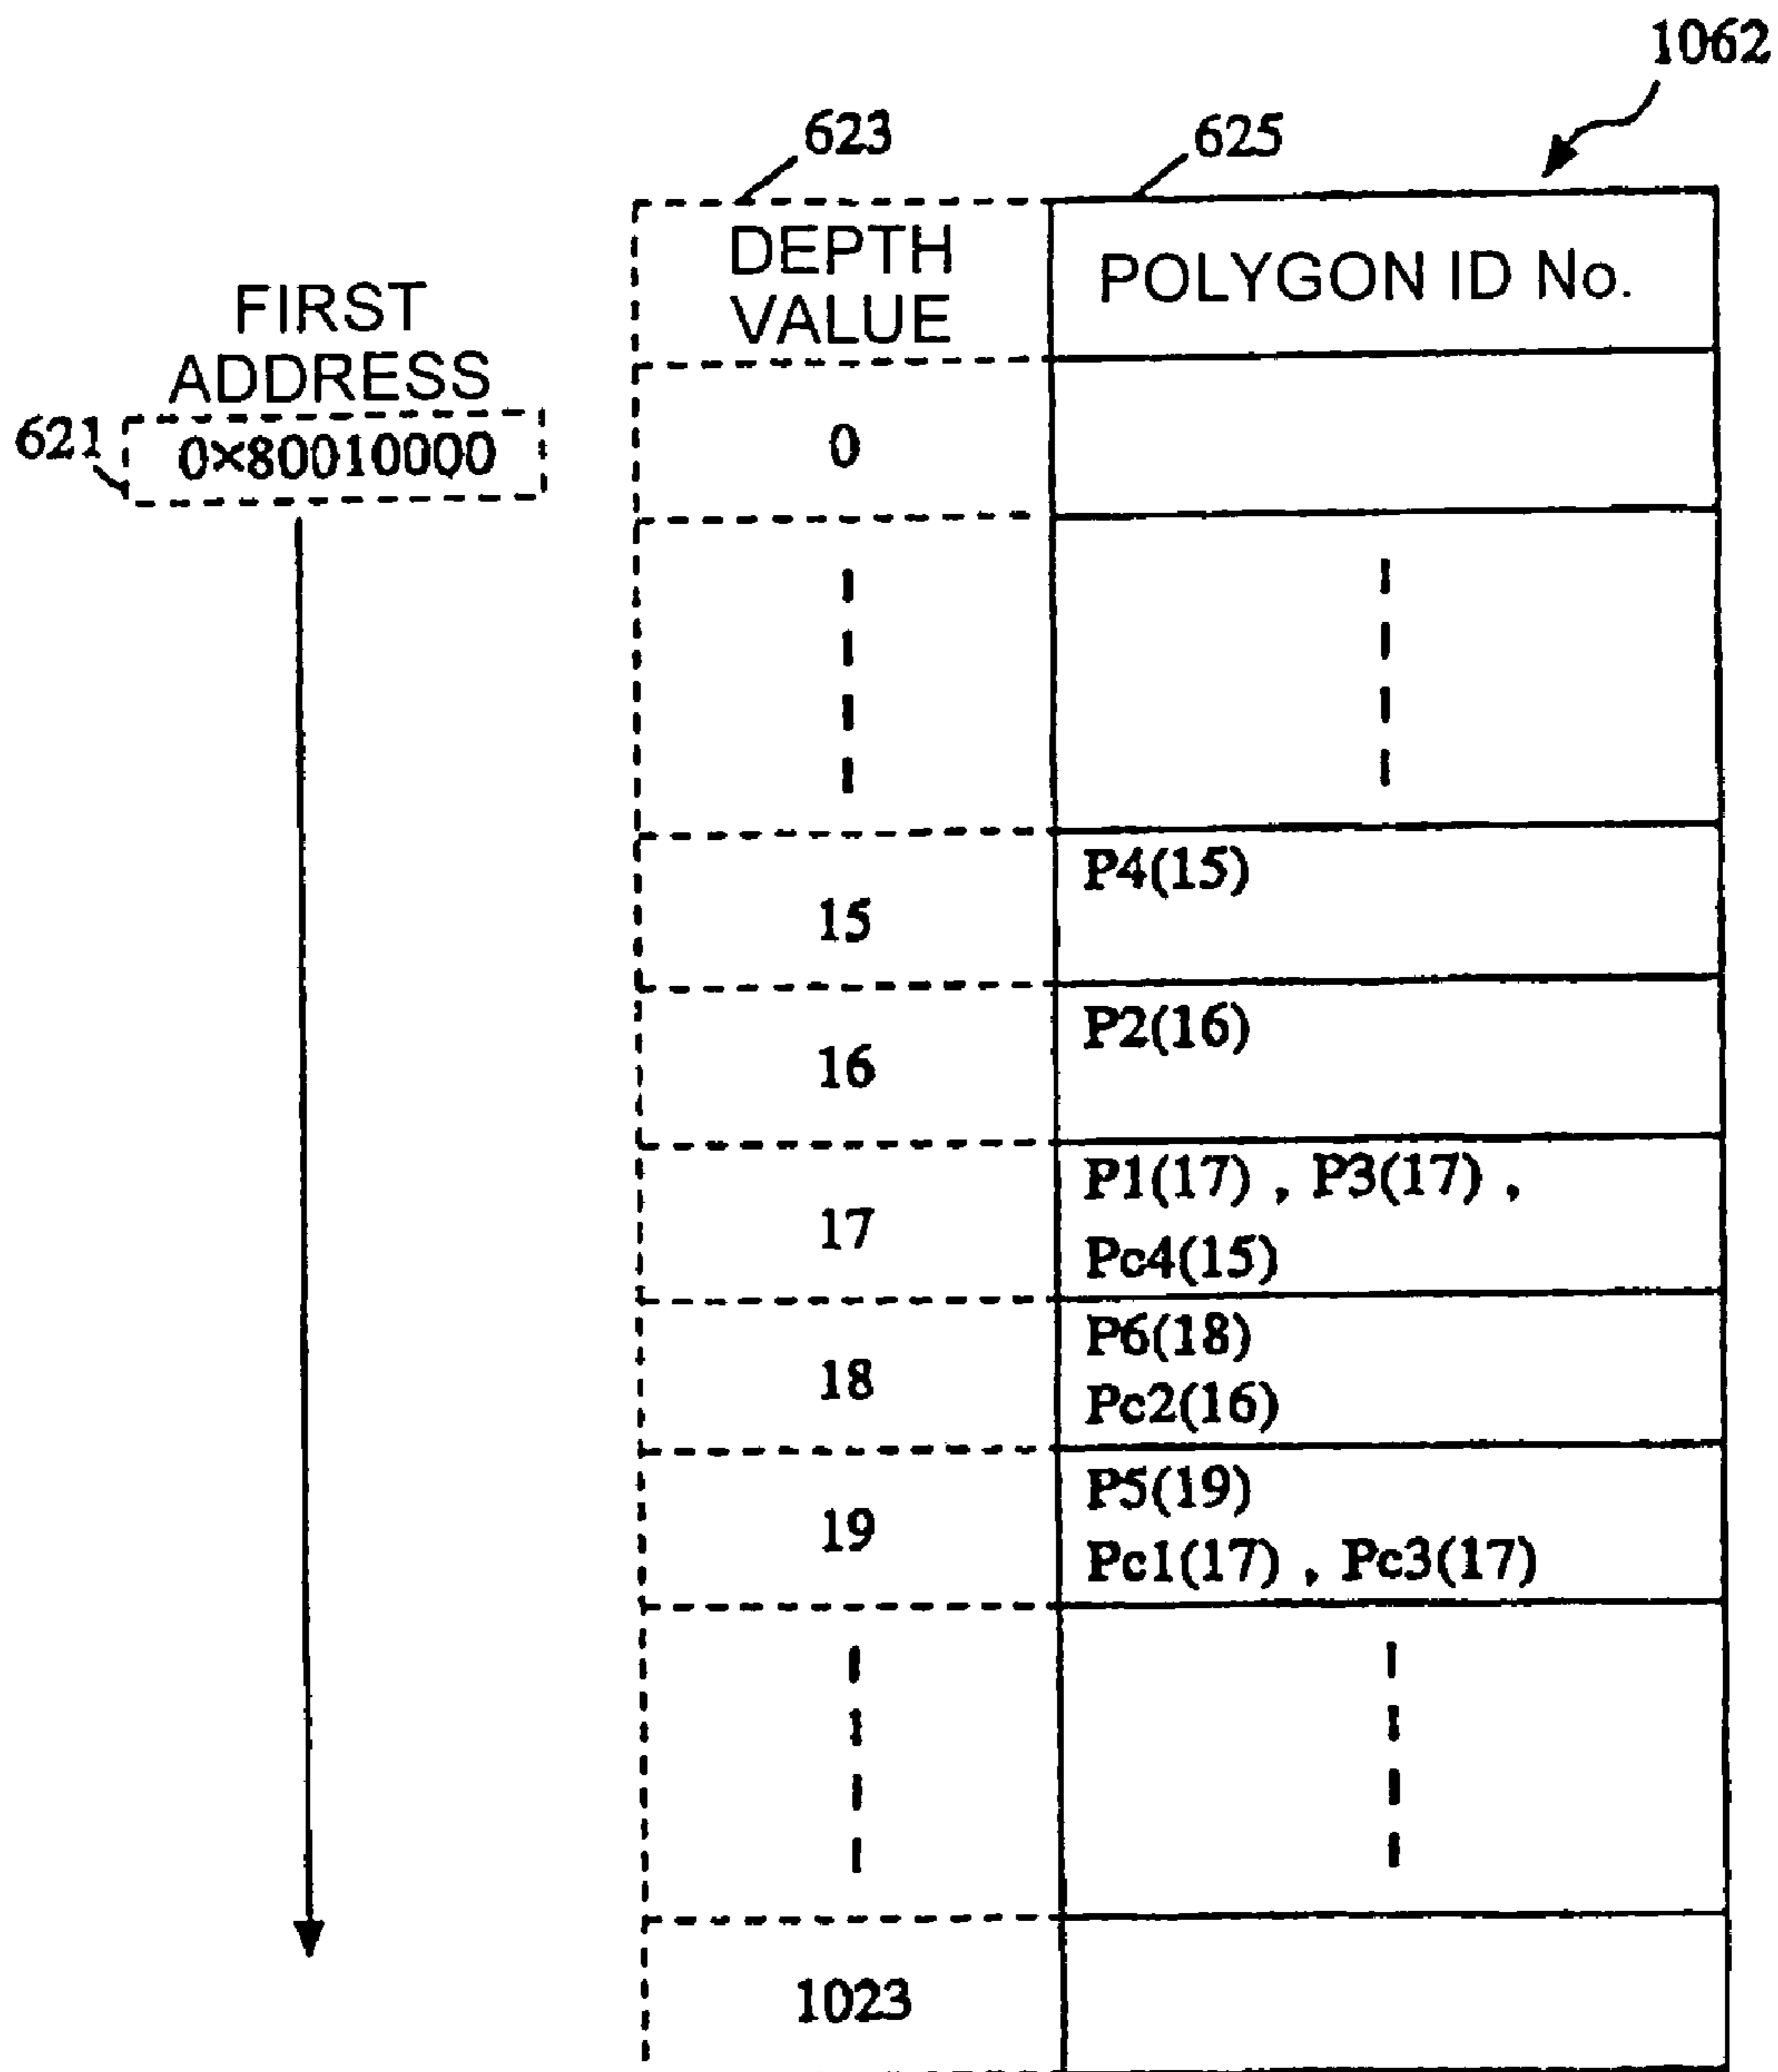 1062
623
625
DEPTH
VALUE
POLYGON ID No.
FIRST
ADDRESS
621
0×80010000
0
15
P4(15)
16
P2(16)
17
P1(17) , P3(17) ,
Pc4(15)
18
P6(18)
Pc2(16)
19
P5(19)
Pc1(17) , Pc3(17)
1023